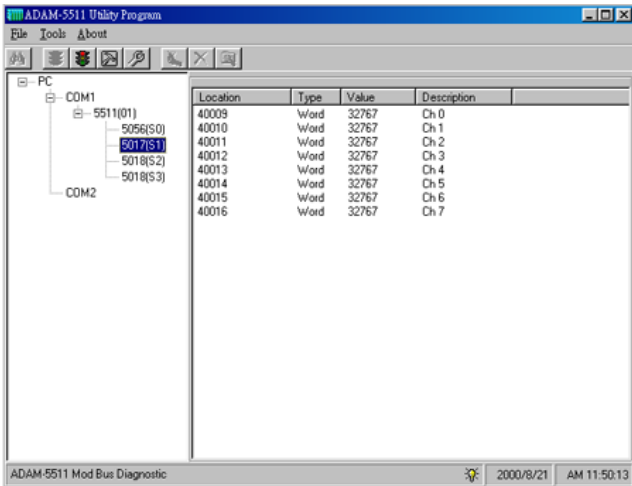 ADAM-5511 Utility Program
File Tools About
PC
COM1
5511(01)
5056(S0)
5017(S1)
5018(S2)
5018(S3)
COM2
Location Type Value Description
40009 Word 32767 Ch 0
40010 Word 32767 Ch 1
40011 Word 32767 Ch 2
40012 Word 32767 Ch 3
40013 Word 32767 Ch 4
40014 Word 32767 Ch 5
40015 Word 32767 Ch 6
40016 Word 32767 Ch 7
ADAM-5511 Mod Bus Diagnostic 2000/8/21 AM 11:50:13